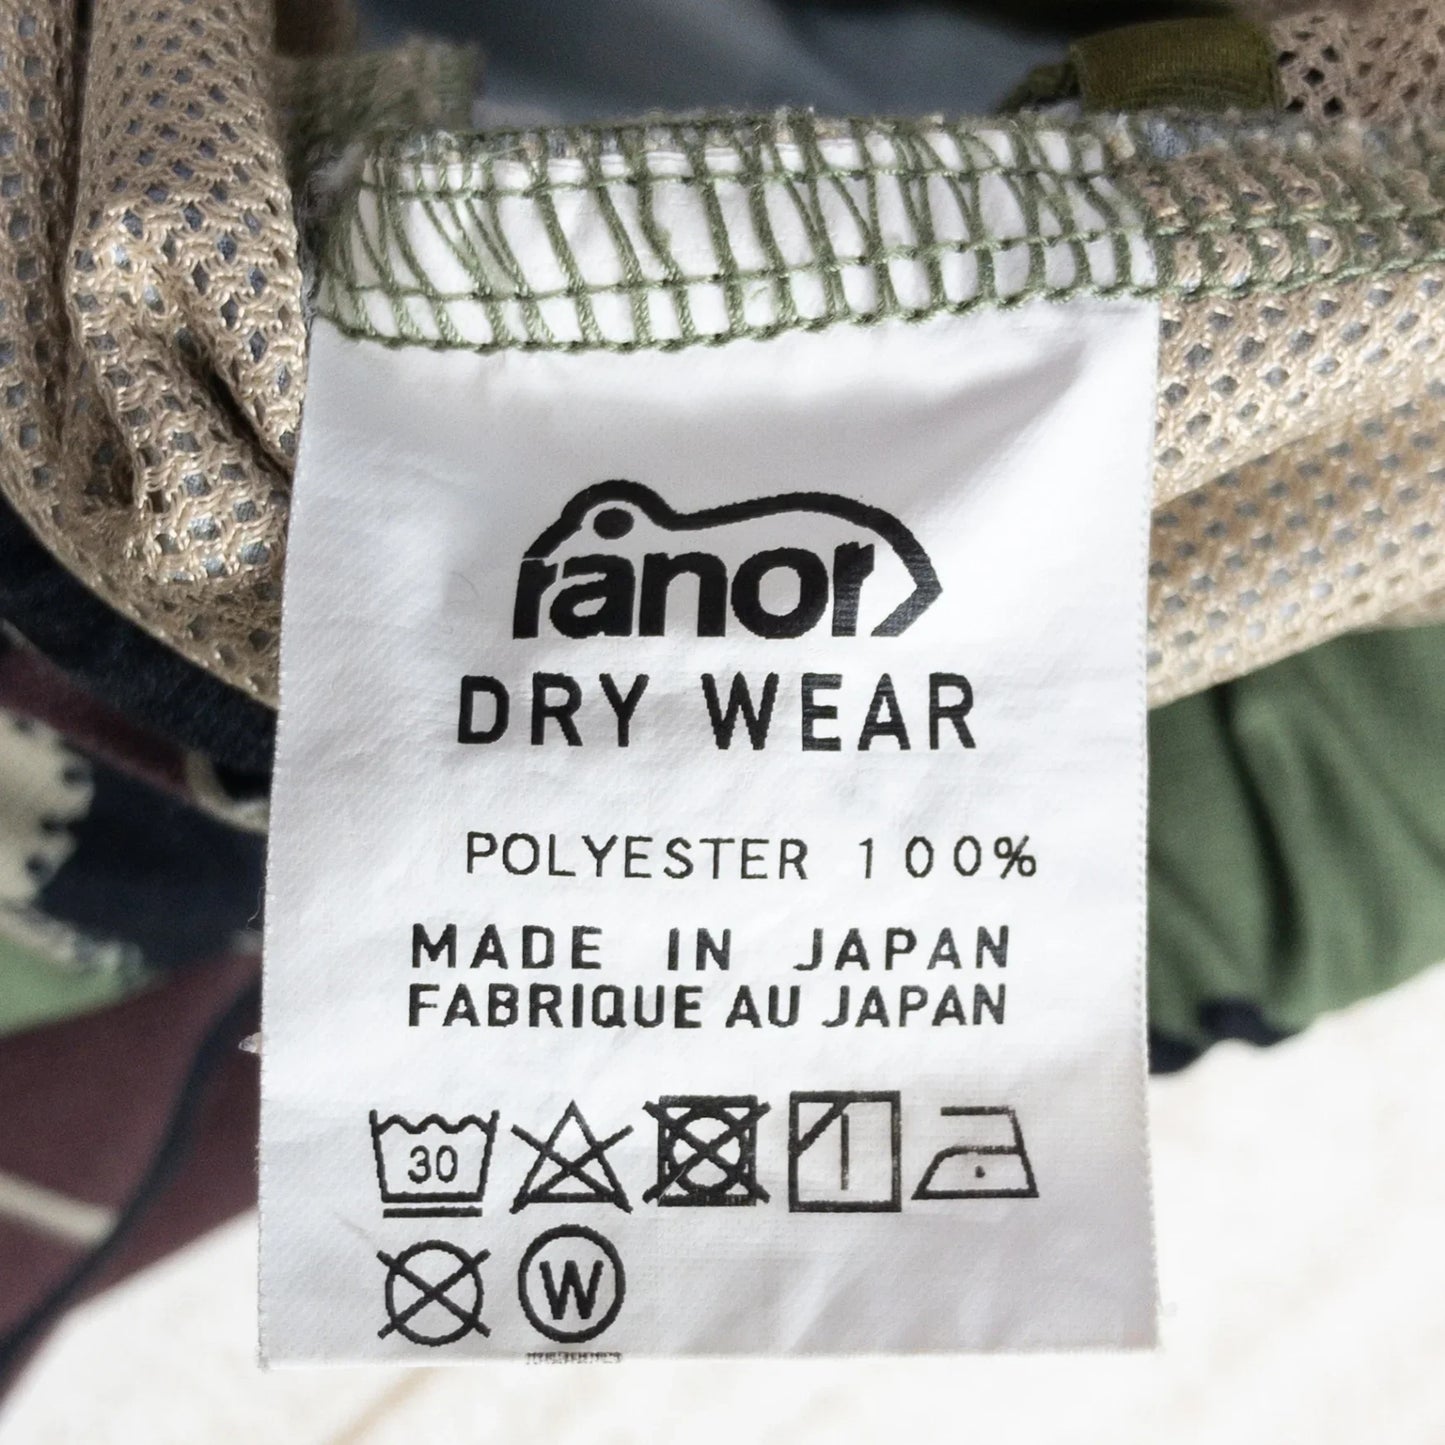 ranor
DRY WEAR
POLYESTER 100%
MADE IN JAPAN
FABRIQUE AU JAPAN
30
W